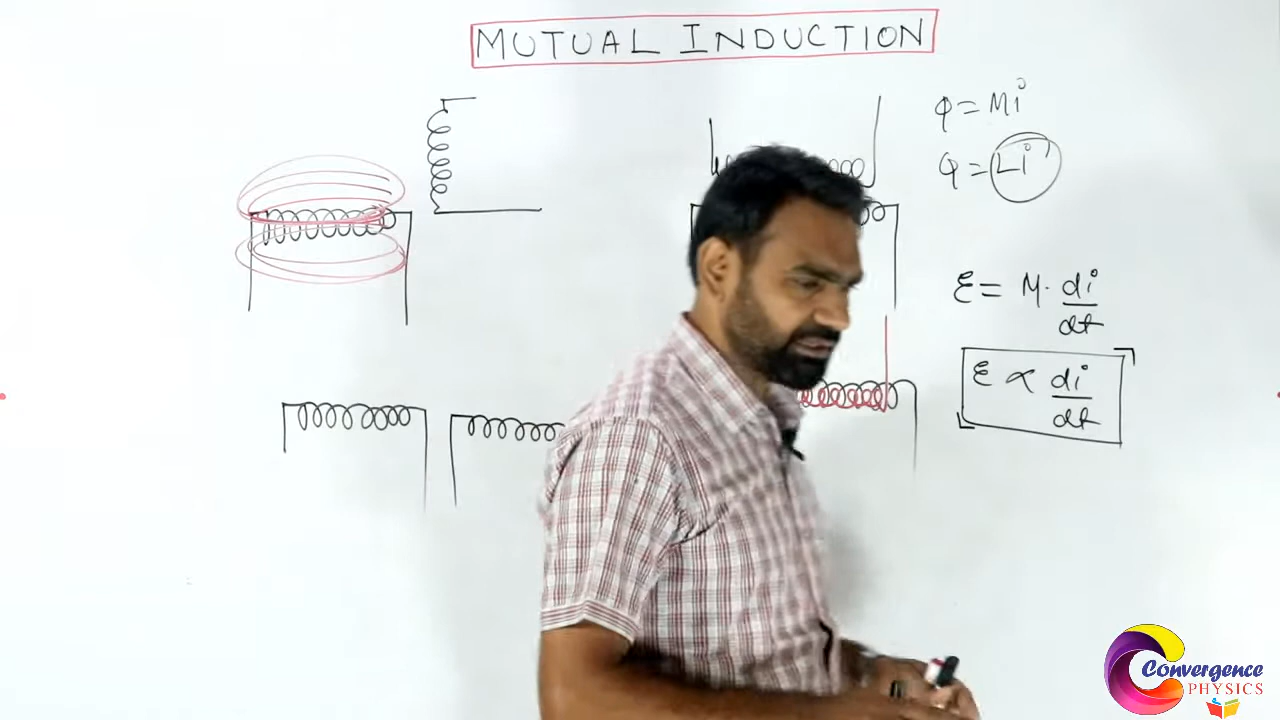 MUTUAL INDUCTION
φ = Mi
φ = Li
ε = M · di/dt
ε ∝ di/dt
Convergence
PHYSICS